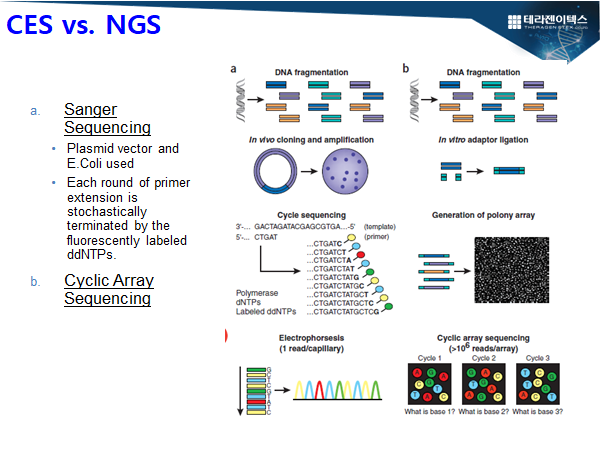 CES vs. NGS
테라젠이텍스
THERAGENETEX.COM
a. Sanger
Sequencing
• Plasmid vector and
E.Coli used
• Each round of primer
extension is
stochastically
terminated by the
fluorescently labeled
ddNTPs.
b. Cyclic Array
Sequencing
a
DNA fragmentation
In vivo cloning and amplification
Cycle sequencing
3'-... GACTAGATACGAGCGTGA...-5' (template)
5'-... CTGAT (primer)
...CTGATC
...CTGATCT
...CTGATCTA
...CTGATCTAT
...CTGATCTATG
...CTGATCTATGC
...CTGATCTATGCT
...CTGATCTATGCTC
...CTGATCTATGCTCG
Polymerase
dNTPs
Labeled ddNTPs
Electrophorsesis
(1 read/capillary)
G
C
T
C
G
T
A
T
C
b
DNA fragmentation
In vitro adaptor ligation
Generation of polony array
Cyclic array sequencing
(>10⁶ reads/array)
Cycle 1 Cycle 2 Cycle 3
What is base 1? What is base 2? What is base 3?